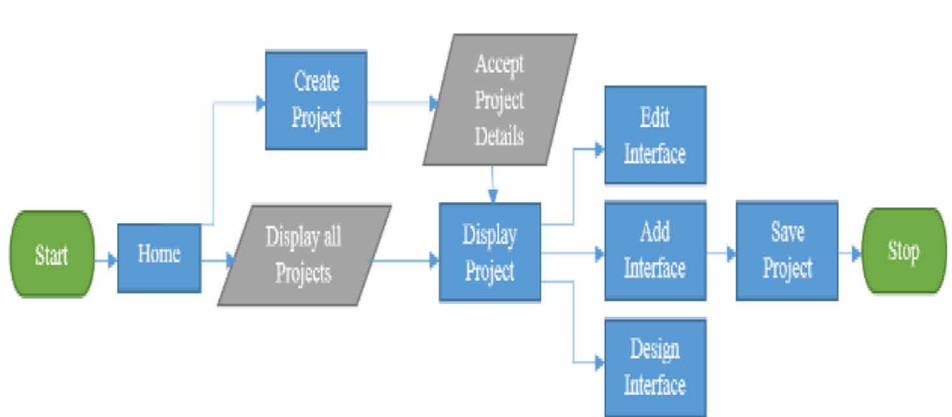 Start
Home
Create
Project
Accept
Project
Details
Display all
Projects
Display
Project
Edit
Interface
Add
Interface
Design
Interface
Save
Project
Stop